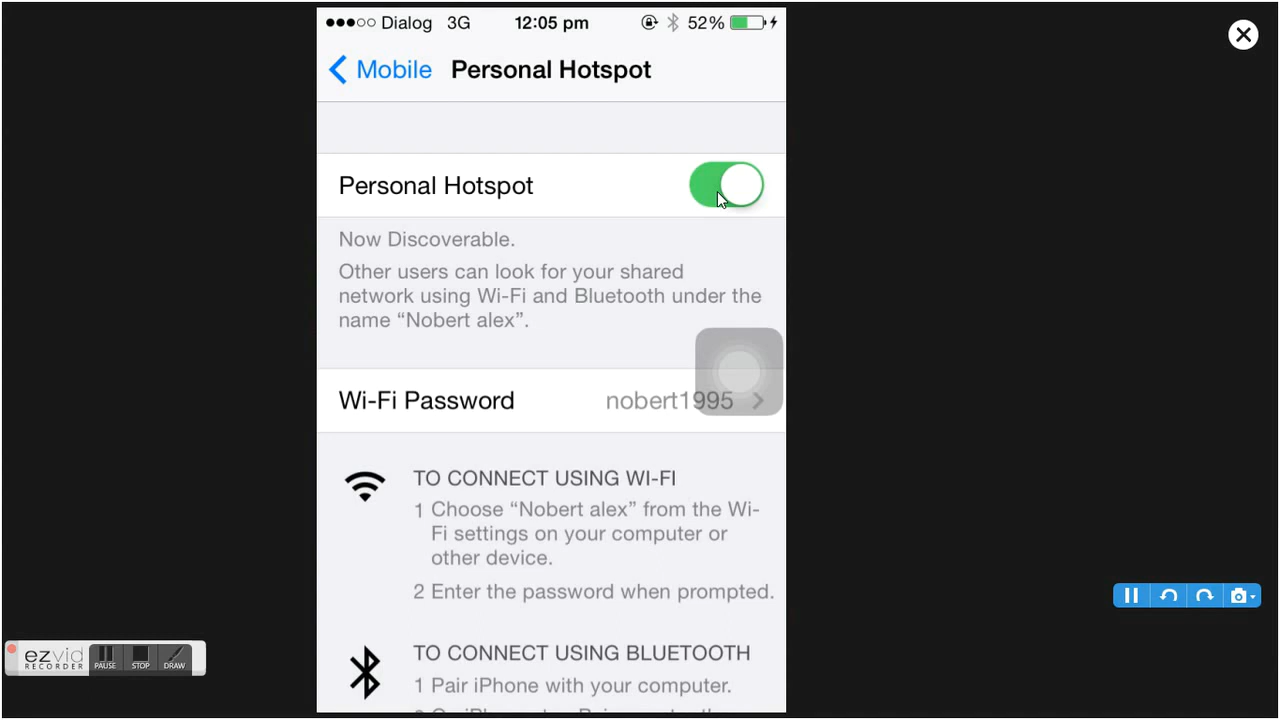 Dialog 3G 12:05 pm 52%
Mobile Personal Hotspot
Personal Hotspot
Now Discoverable.
Other users can look for your shared
network using Wi-Fi and Bluetooth under the
name “Nobert alex”.
Wi-Fi Password nobert1995
TO CONNECT USING WI-FI
1 Choose “Nobert alex” from the Wi-
Fi settings on your computer or
other device.
2 Enter the password when prompted.
TO CONNECT USING BLUETOOTH
1 Pair iPhone with your computer.
ezvid
RECORDER
PAUSE STOP DRAW